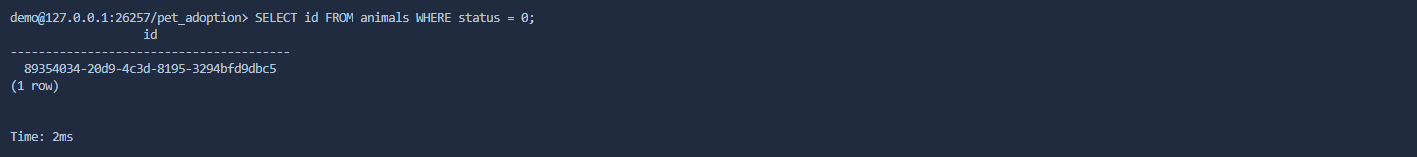 demo@127.0.0.1:26257/pet_adoption> SELECT id FROM animals WHERE status = 0;
id
----------------------------------------
89354034-20d9-4c3d-8195-3294bfd9dbc5
(1 row)
Time: 2ms